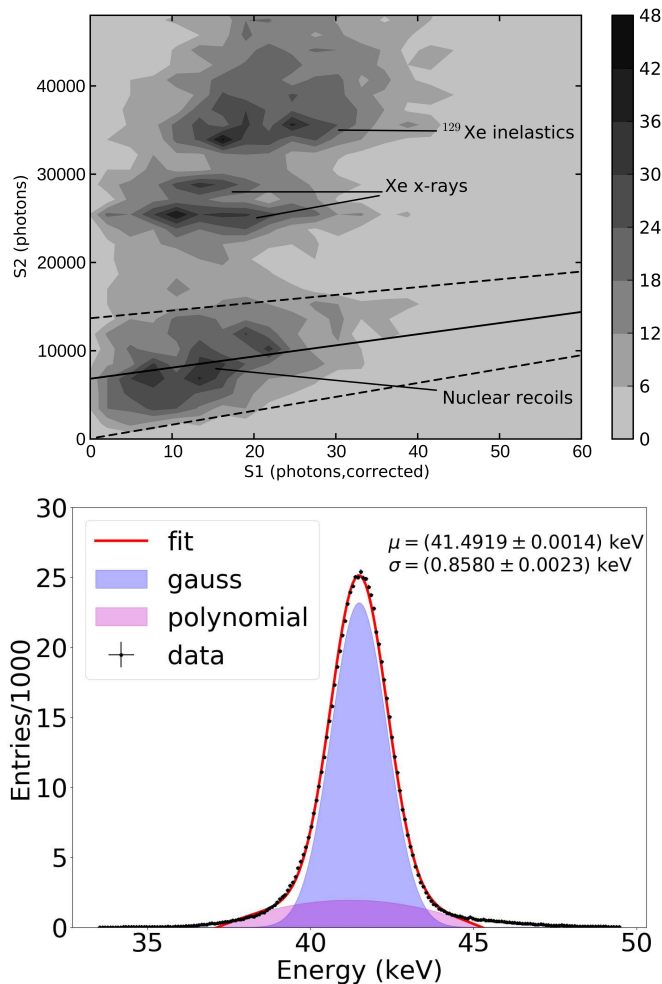 48
42
36
30
24
18
12
6
0
40000
30000
20000
10000
0
S2 (photons)
129Xe inelastics
Xe x-rays
Nuclear recoils
0 10 20 30 40 50 60
S1 (photons,corrected)
30
25
20
15
10
5
0
Entries/1000
fit
gauss
polynomial
data
μ = (41.4919 ± 0.0014) keV
σ = (0.8580 ± 0.0023) keV
35 40 45 50
Energy (keV)